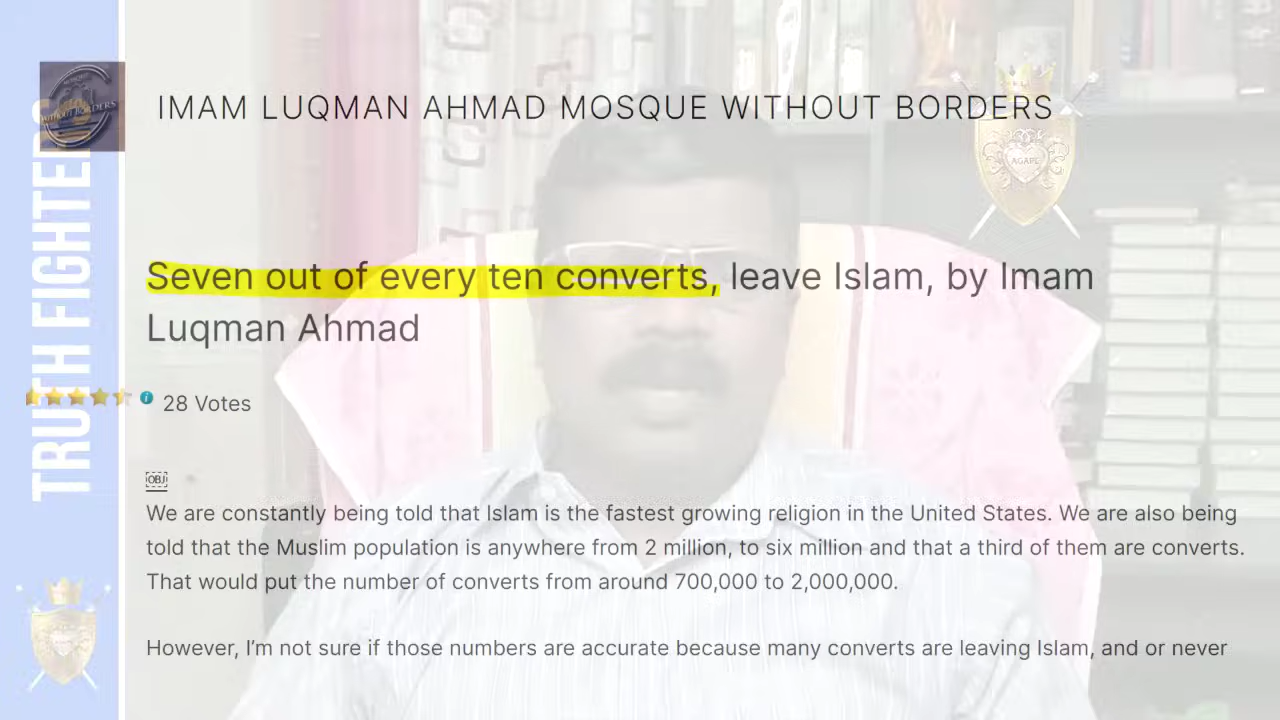 IMAM LUQMAN AHMAD MOSQUE WITHOUT BORDERS
TRUTH FIGHTERS
AGAPE
Seven out of every ten converts, leave Islam, by Imam
Luqman Ahmad
28 Votes
OBJ
We are constantly being told that Islam is the fastest growing religion in the United States. We are also being
told that the Muslim population is anywhere from 2 million, to six million and that a third of them are converts.
That would put the number of converts from around 700,000 to 2,000,000.
However, I'm not sure if those numbers are accurate because many converts are leaving Islam, and or never